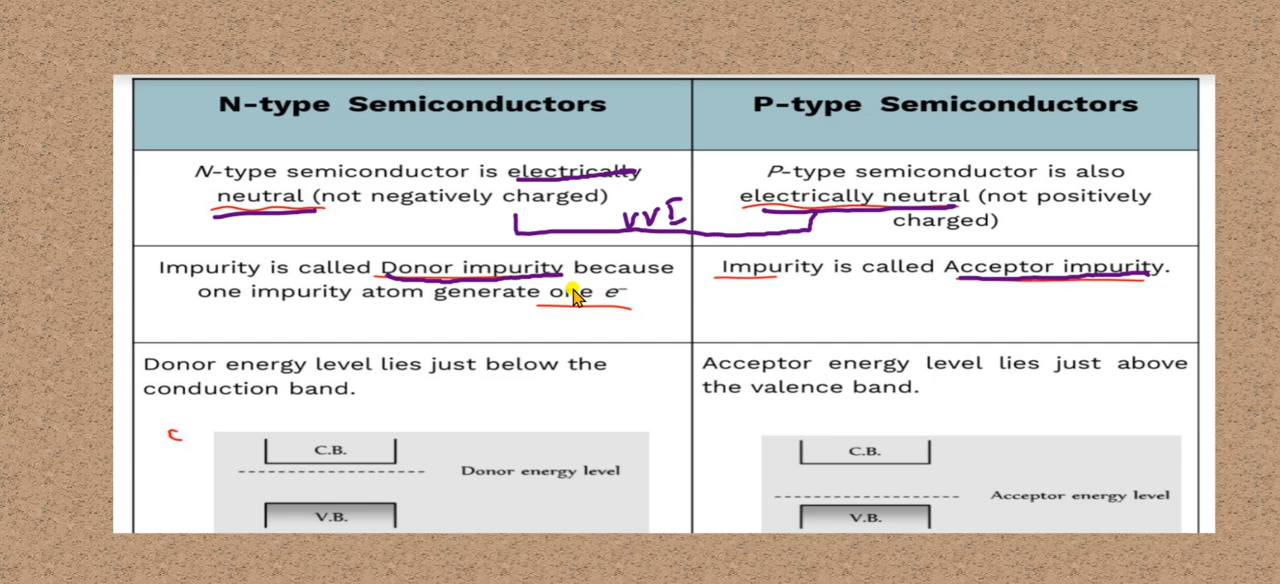 N-type Semiconductors
P-type Semiconductors
N-type semiconductor is electrically
neutral (not negatively charged)
P-type semiconductor is also
electrically neutral (not positively
charged)
VVI
Impurity is called Donor impurity because
one impurity atom generate one e⁻
Impurity is called Acceptor impurity.
Donor energy level lies just below the
conduction band.
Acceptor energy level lies just above
the valence band.
C
C.B.
Donor energy level
V.B.
C.B.
Acceptor energy level
V.B.